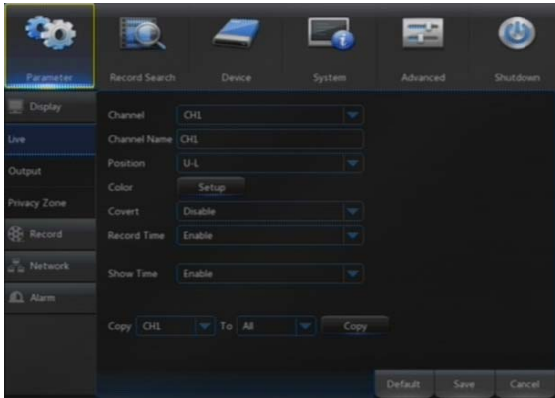 Parameter Record Search Device System Advanced Shutdown
Display
Live
Output
Privacy Zone
Record
Network
Alarm
Channel CH1
Channel Name CH1
Position U-L
Color Setup
Covert Disable
Record Time Enable
Show Time Enable
Copy CH1 To All Copy
Default Save Cancel